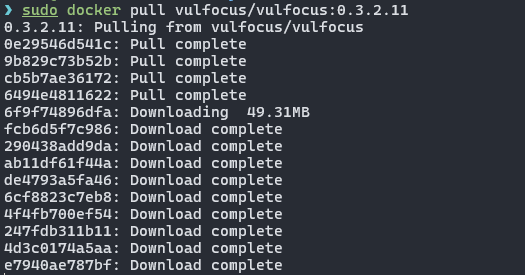 ❯ sudo docker pull vulfocus/vulfocus:0.3.2.11
0.3.2.11: Pulling from vulfocus/vulfocus
0e29546d541c: Pull complete
9b829c73b52b: Pull complete
cb5b7ae36172: Pull complete
6494e4811622: Pull complete
6f9f74896dfa: Downloading  49.31MB
fcb6d5f7c986: Download complete
290438add9da: Download complete
ab11df61f44a: Download complete
de4793a5fa46: Download complete
6cf8823c7eb8: Download complete
4f4fb700ef54: Download complete
247fdb311b11: Download complete
4d3c0174a5aa: Download complete
e7940ae787bf: Download complete